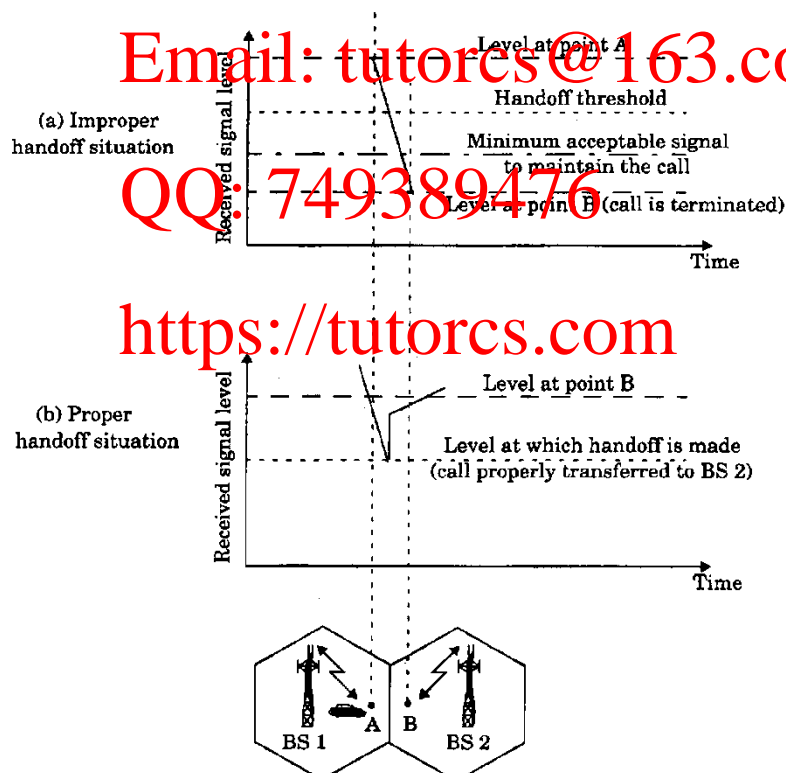 Email: tutorcs@163.co
Level at point A
Handoff threshold
(a) Improper
handoff situation
Received signal level
Minimum acceptable signal
to maintain the call
QQ: 749389476
Level at point B (call is terminated)
Time
https://tutorcs.com
Level at point B
(b) Proper
handoff situation
Received signal level
Level at which handoff is made
(call properly transferred to BS 2)
Time
A
B
BS 1
BS 2